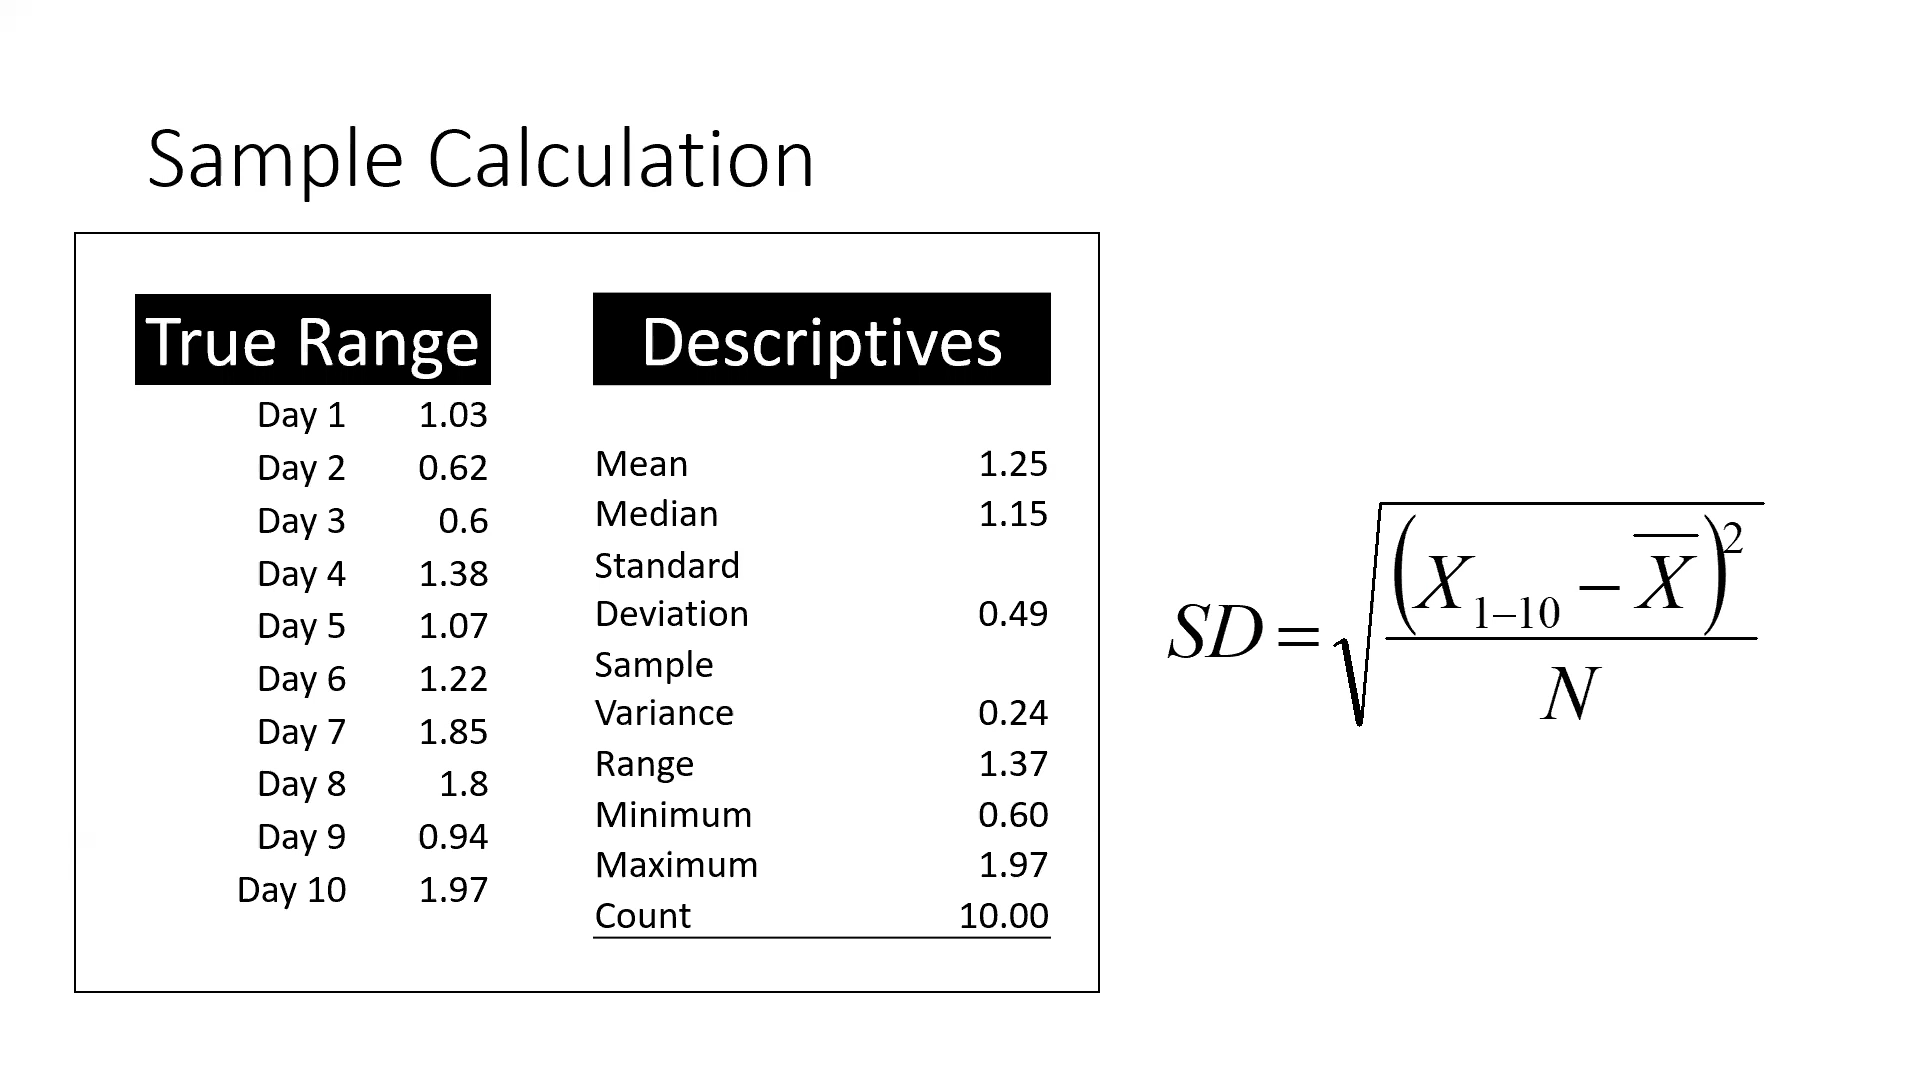 Sample Calculation
True Range
Day 1 1.03
Day 2 0.62
Day 3 0.6
Day 4 1.38
Day 5 1.07
Day 6 1.22
Day 7 1.85
Day 8 1.8
Day 9 0.94
Day 10 1.97
Descriptives
Mean 1.25
Median 1.15
Standard
Deviation 0.49
Sample
Variance 0.24
Range 1.37
Minimum 0.60
Maximum 1.97
Count 10.00
SD = √((X₁₋₁₀ − X̅)² / N)